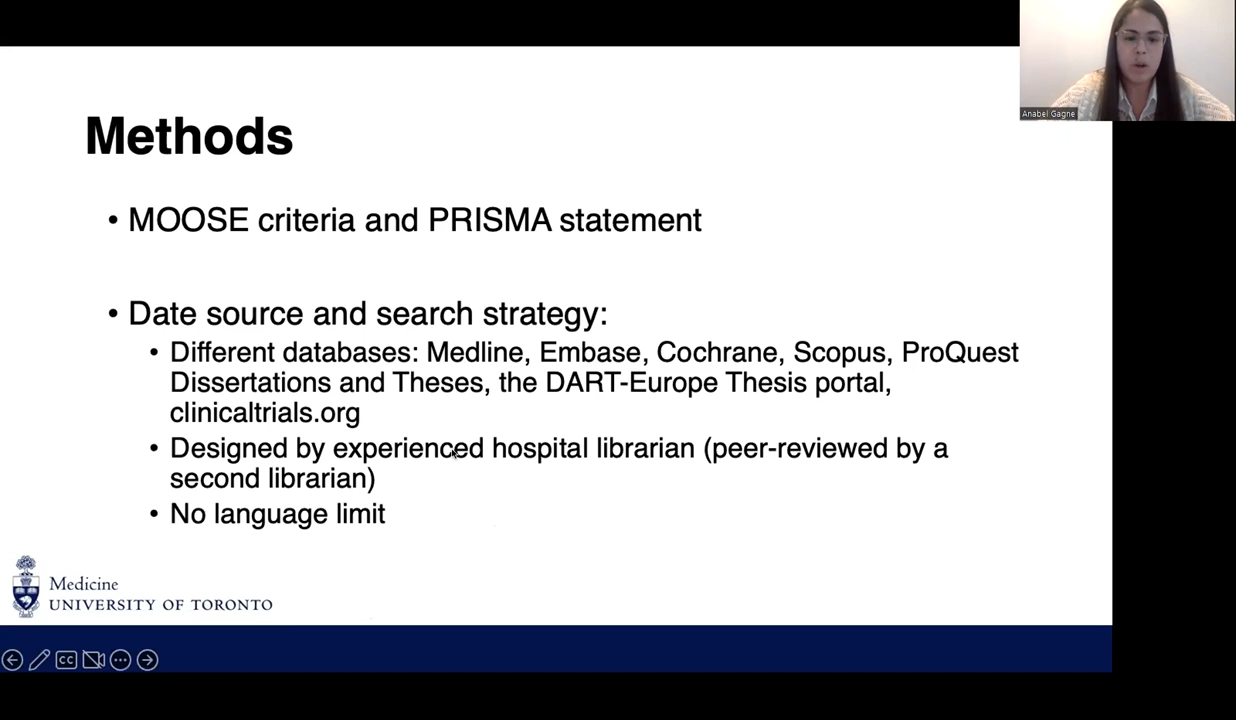 Anabel Gagne
Methods
• MOOSE criteria and PRISMA statement
• Date source and search strategy:
• Different databases: Medline, Embase, Cochrane, Scopus, ProQuest
Dissertations and Theses, the DART-Europe Thesis portal,
clinicaltrials.org
• Designed by experienced hospital librarian (peer-reviewed by a
second librarian)
• No language limit
Medicine
UNIVERSITY OF TORONTO
CC